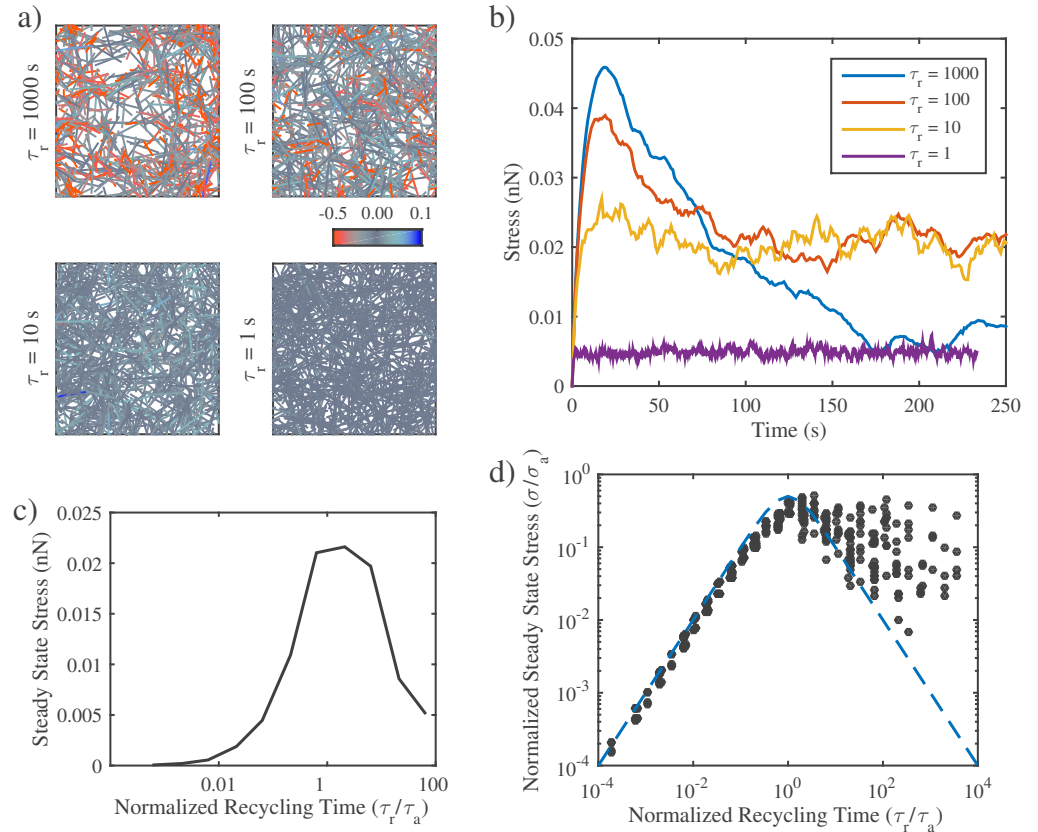 a)
τr = 1000 s
τr = 100 s
-0.5 0.00 0.1
τr = 10 s
τr = 1 s
b)
0.05
0.04
0.03
0.02
0.01
0
Stress (nN)
0 50 100 150 200 250
Time (s)
τr = 1000
τr = 100
τr = 10
τr = 1
c)
0.025
0.02
0.015
0.01
0.005
0
Steady State Stress (nN)
0.01 1 100
Normalized Recycling Time (τr/τa)
d)
10^0
10^-1
10^-2
10^-3
10^-4
Normalized Steady State Stress (σ/σa)
10^-4 10^-2 10^0 10^2 10^4
Normalized Recycling Time (τr/τa)